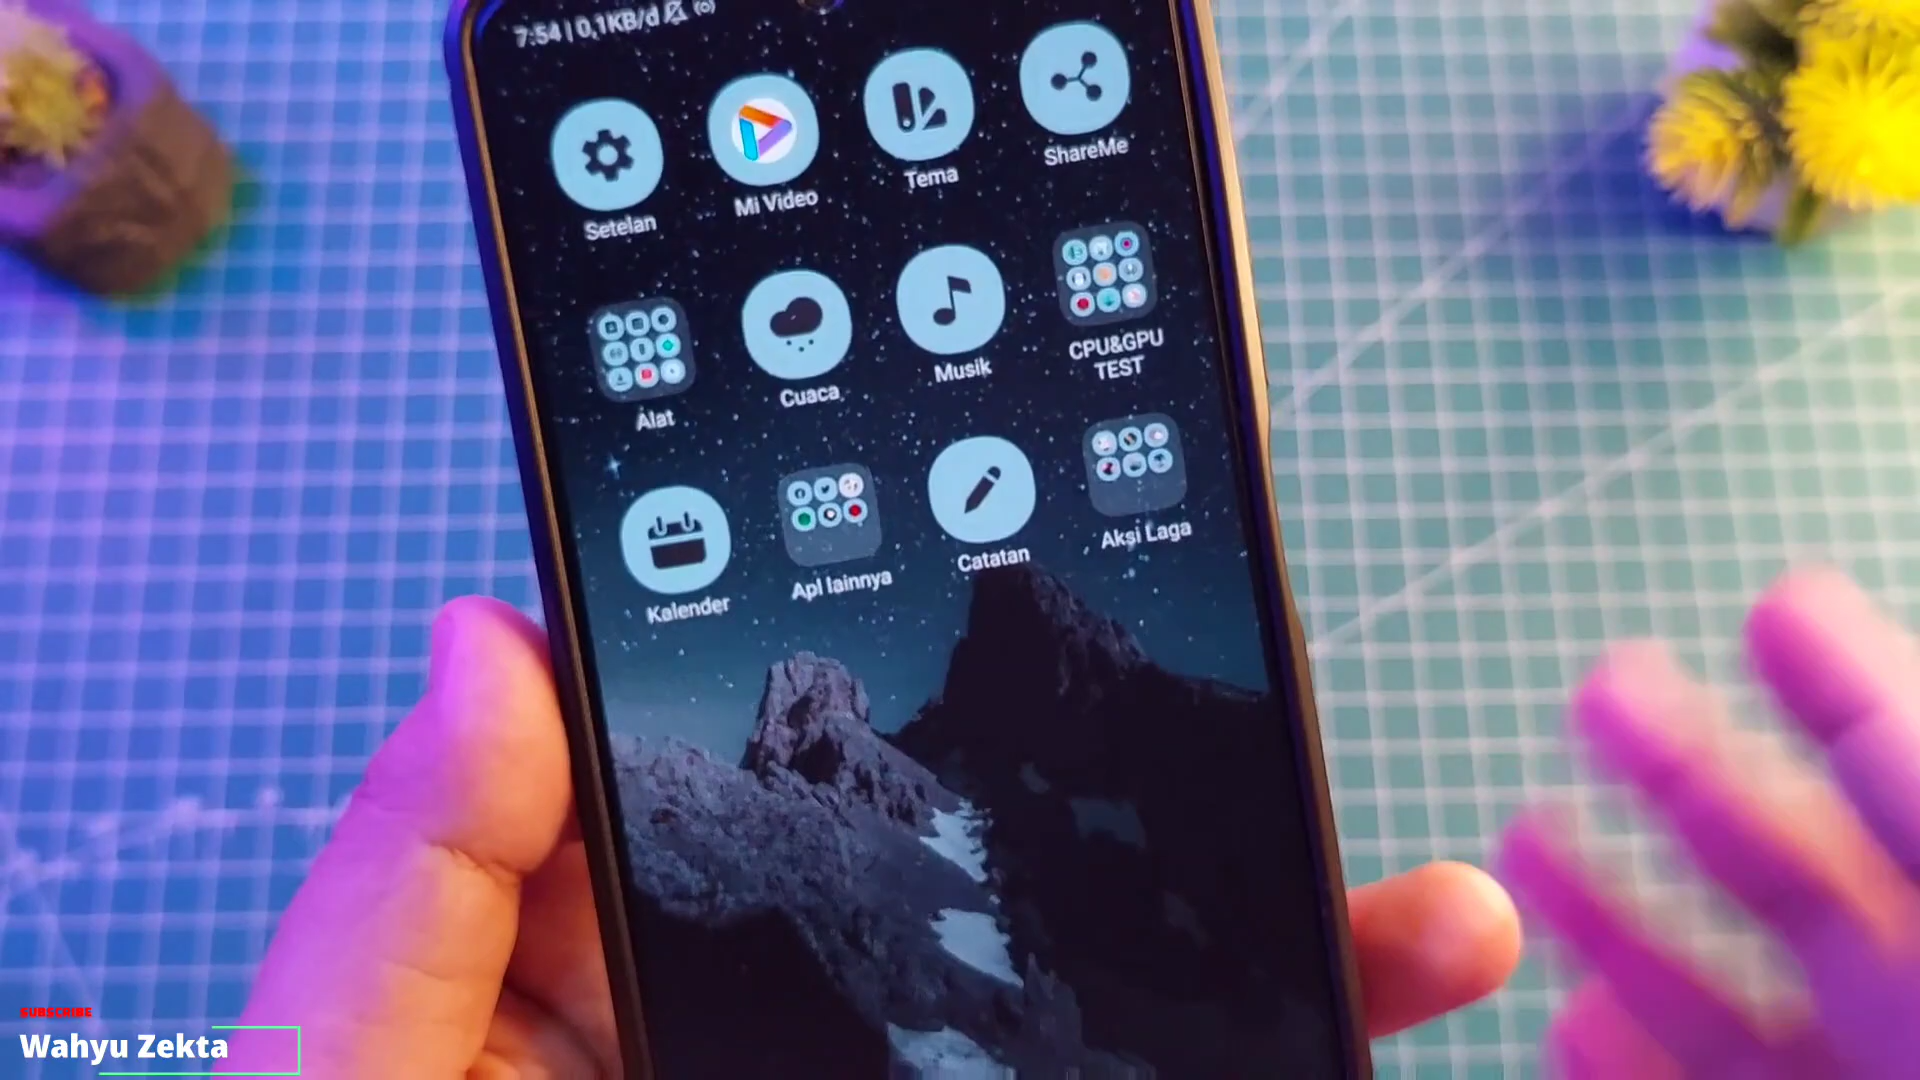 7:54 | 0,1KB/d
Setelan
Mi Video
Tema
ShareMe
Alat
Cuaca
Musik
CPU&GPU
TEST
Kalender
Apl lainnya
Catatan
Aksi Laga
SUBSCRIBE
Wahyu Zekta